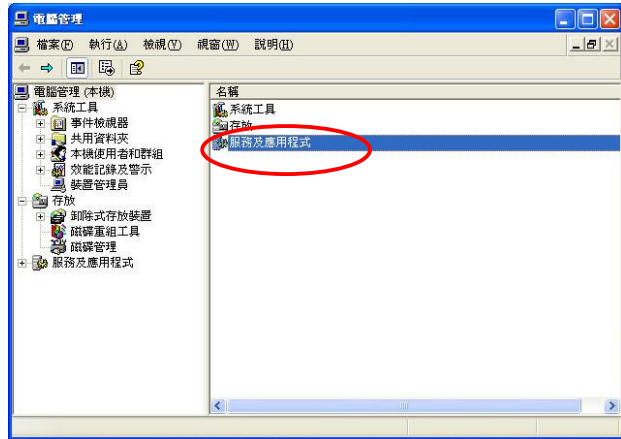 電腦管理
檔案(F) 執行(A) 檢視(V) 視窗(W) 說明(H)
電腦管理 (本機)
系統工具
事件檢視器
共用資料夾
本機使用者和群組
效能記錄及警示
裝置管理員
存放
卸除式存放裝置
磁碟重組工具
磁碟管理
服務及應用程式
名稱
系統工具
存放
服務及應用程式